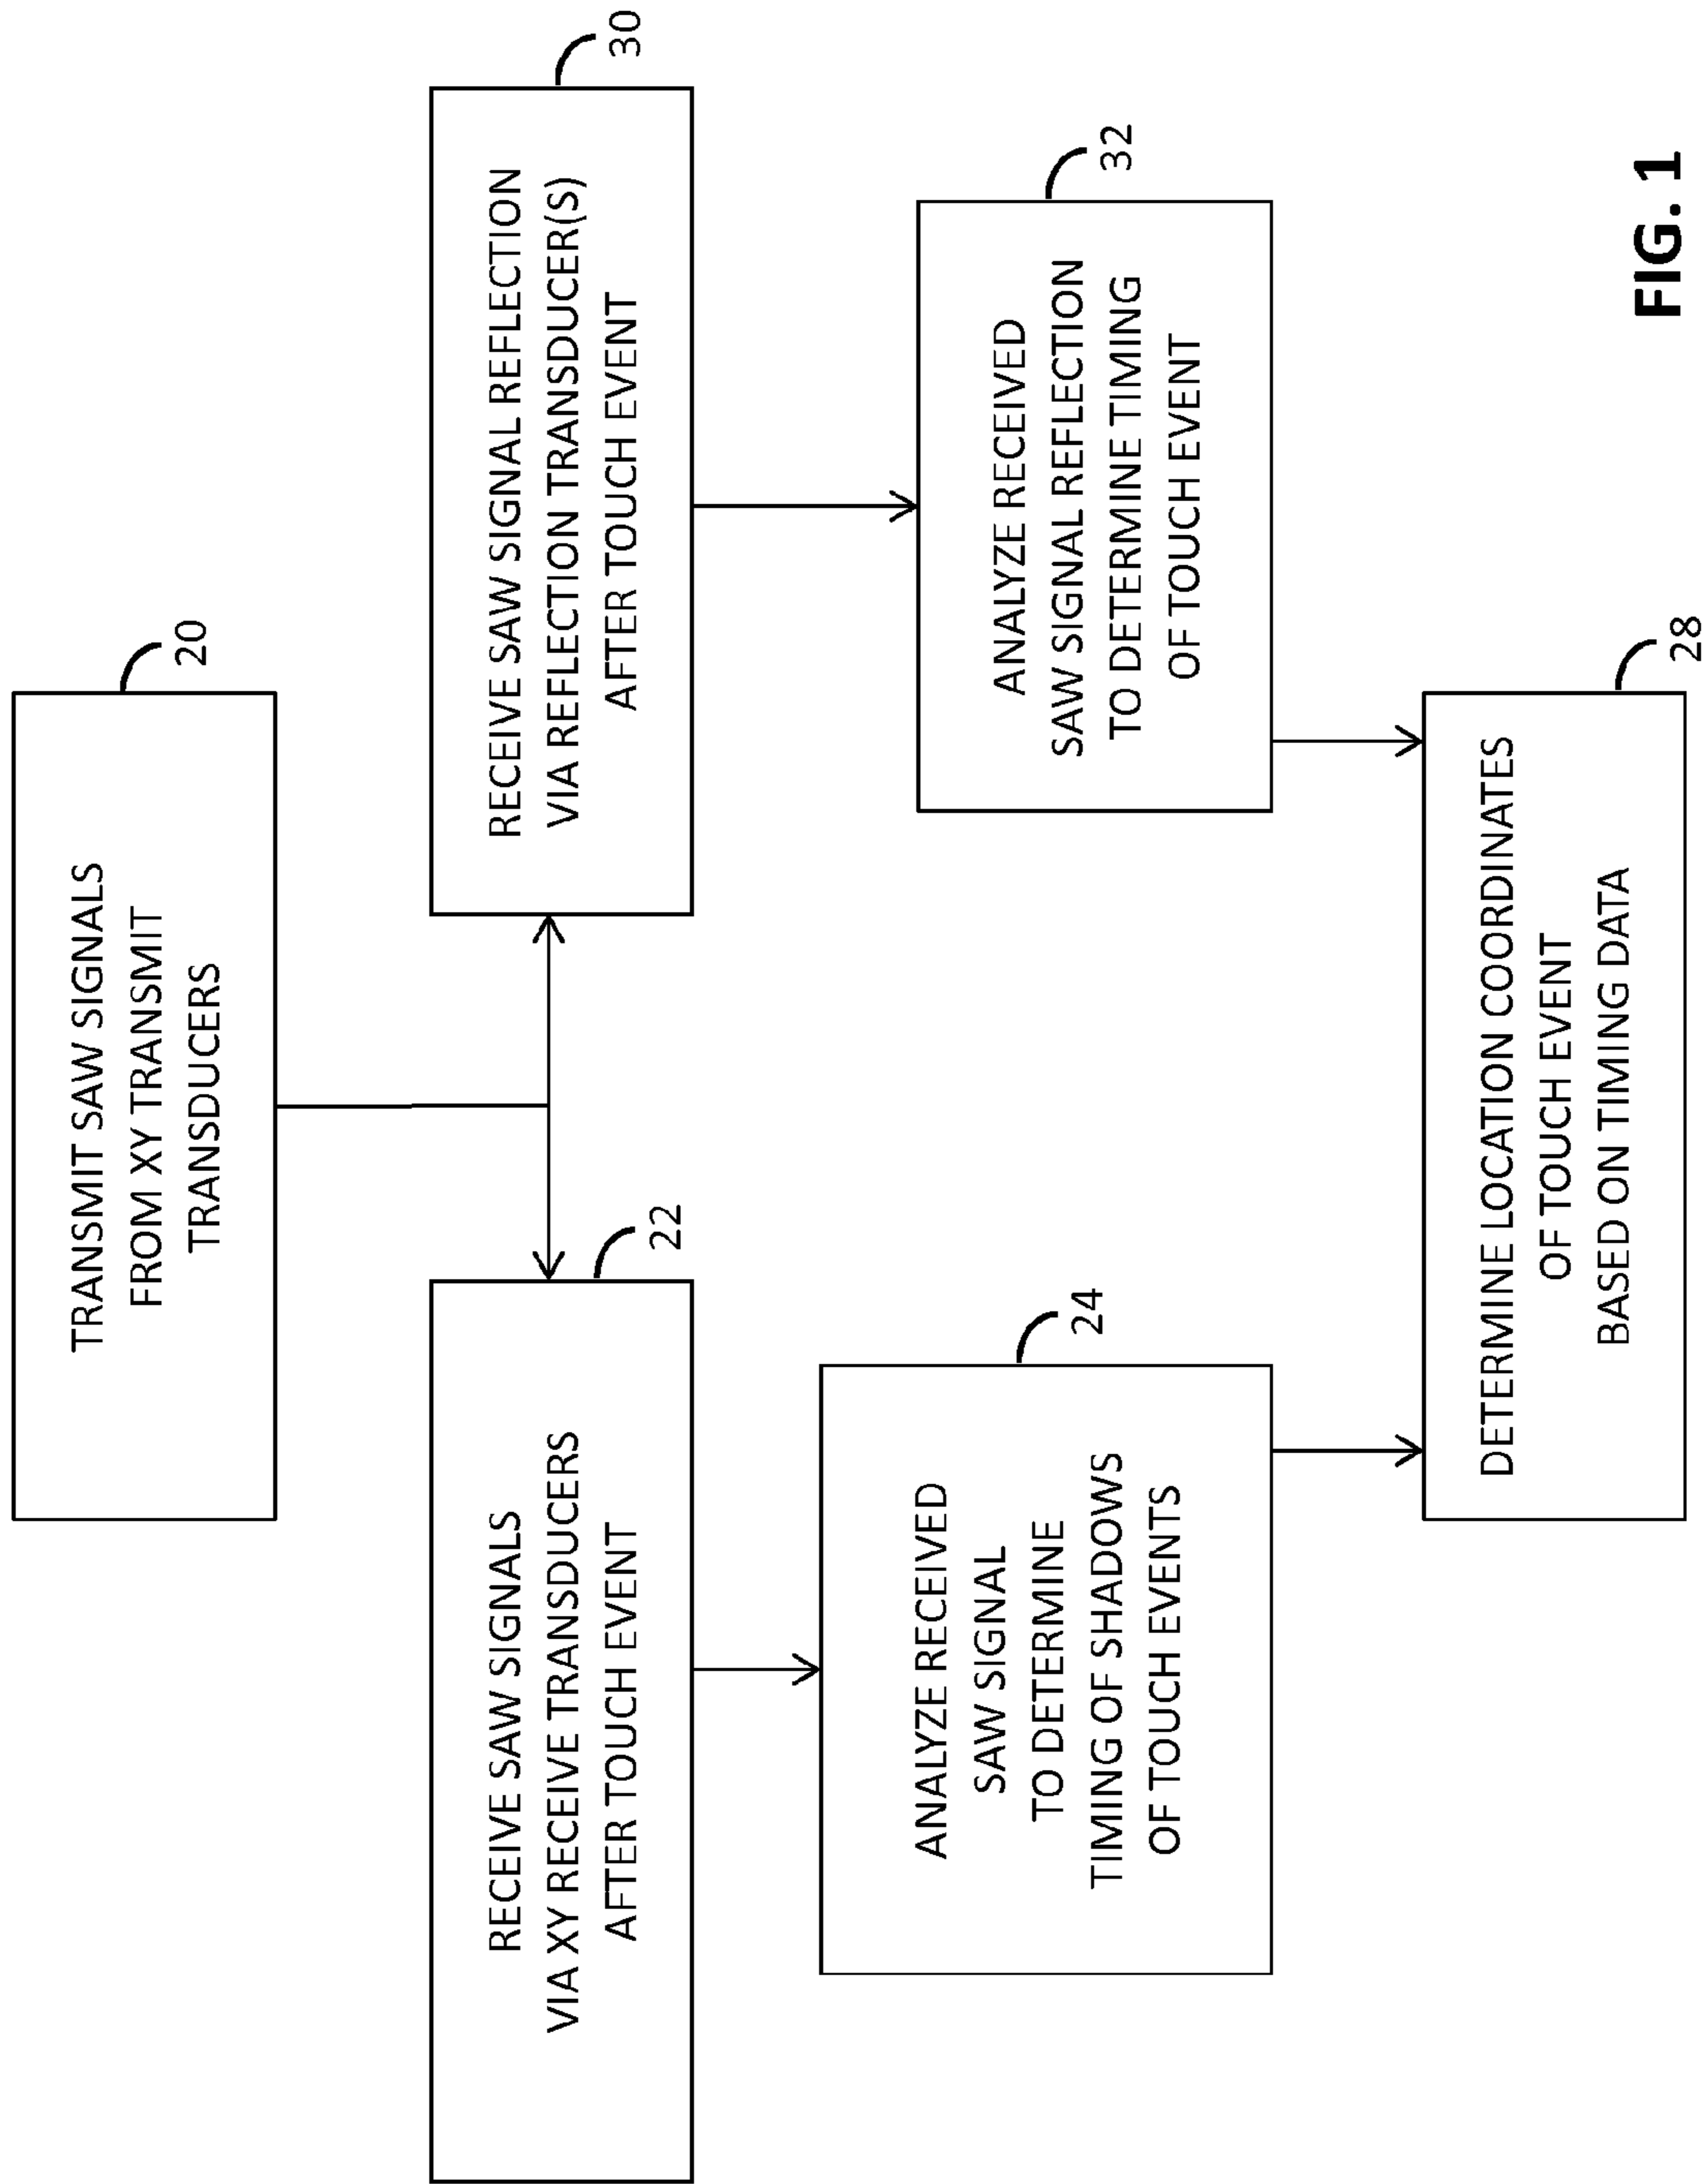 TRANSMIT SAW SIGNALS
FROM XY TRANSMIT
TRANSDUCERS
20
RECEIVE SAW SIGNALS
VIA XY RECEIVE TRANSDUCERS
AFTER TOUCH EVENT
22
RECEIVE SAW SIGNAL REFLECTION
VIA REFLECTION TRANSDUCER(S)
AFTER TOUCH EVENT
30
ANALYZE RECEIVED
SAW SIGNAL
TO DETERMINE
TIMING OF SHADOWS
OF TOUCH EVENTS
24
ANALYZE RECEIVED
SAW SIGNAL REFLECTION
TO DETERMINE TIMING
OF TOUCH EVENT
32
DETERMINE LOCATION COORDINATES
OF TOUCH EVENT
BASED ON TIMING DATA
28
FIG. 1